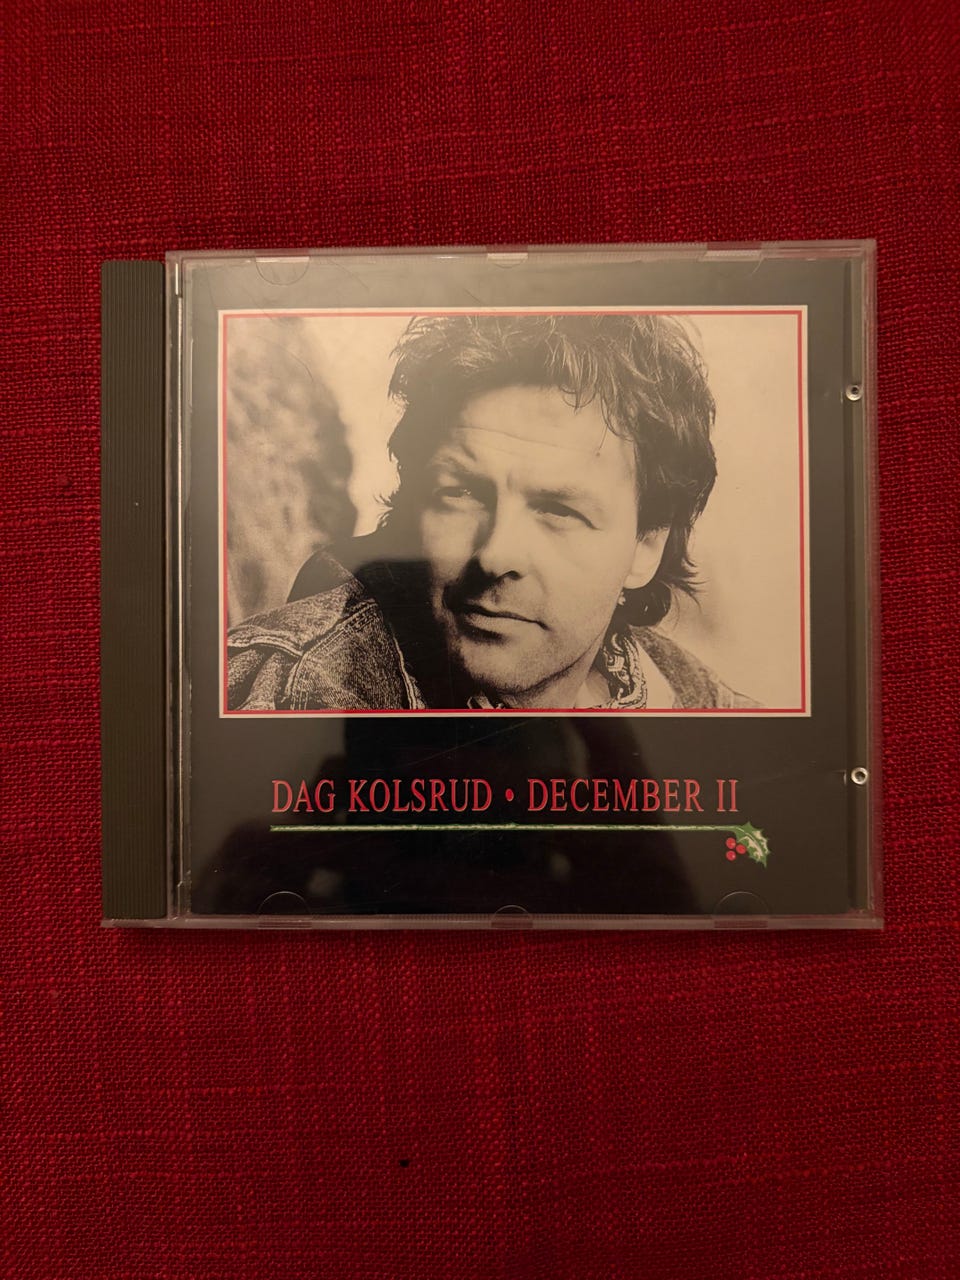 DAG KOLSRUD • DECEMBER II